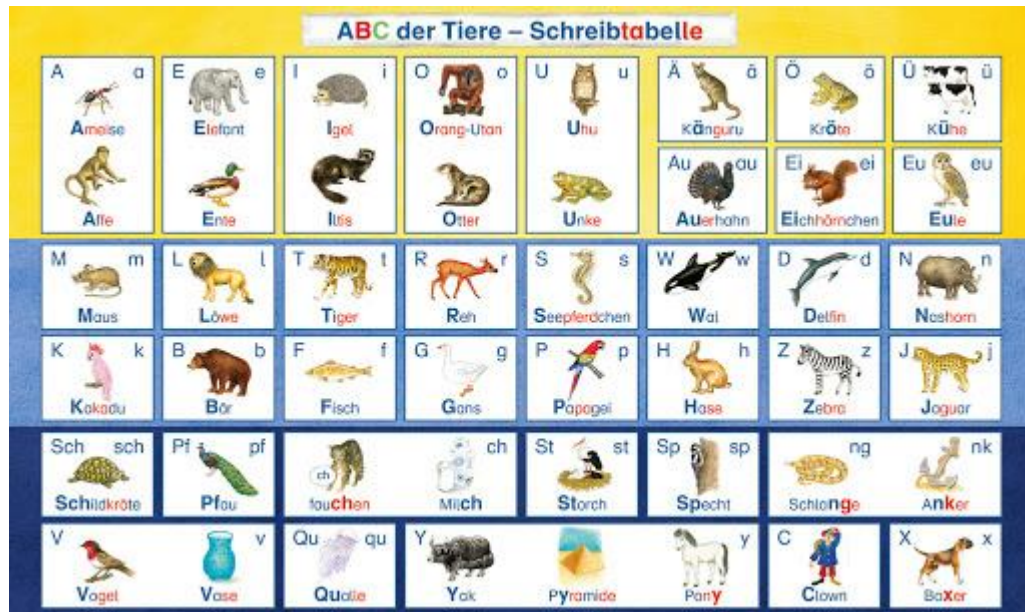 ABC der Tiere – Schreibtabelle
A a E e I i O o U u Ä ä Ö ö Ü ü
Ameise Elefant Igel Orang-Utan Uhu Känguru Kröte Kühe
Au au Ei ei Eu eu
Affe Ente Iltis Otter Unke Auerhahn Eichhörnchen Eule
M m L l T t R r S s W w D d N n
Maus Löwe Tiger Reh Seepferdchen Wal Delfin Nashorn
K k B b F f G g P p H h Z z J j
Kakadu Bär Fisch Gans Papagei Hase Zebra Jaguar
Sch sch Pf pf ch ch St st Sp sp ng nk
Schildkröte Pfau fauchen Milch Storch Specht Schlange Anker
V v Qu qu Y y C X x
Vogel Vase Qualle Yak Pyramide Pony Clown Boxer